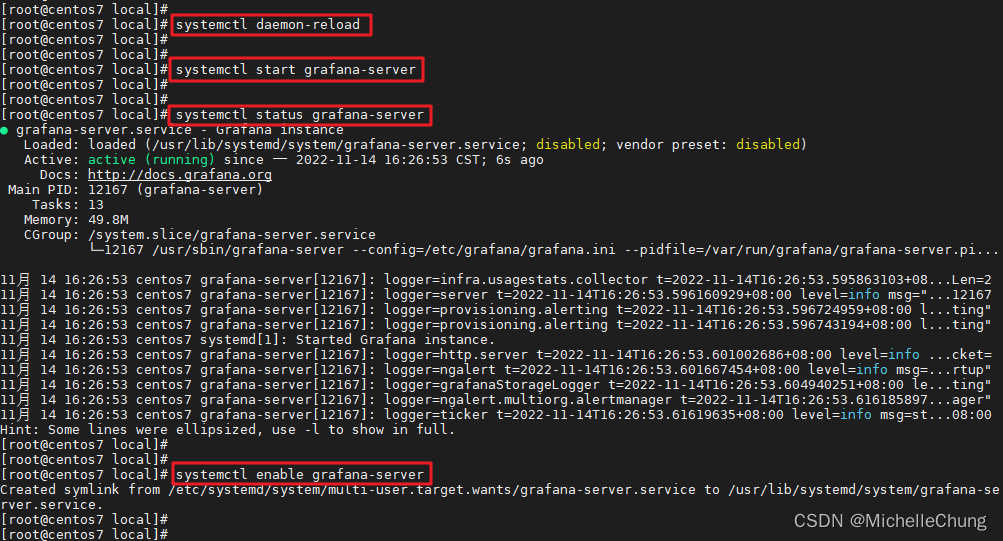 [root@centos7 local]#
[root@centos7 local]# systemctl daemon-reload
[root@centos7 local]#
[root@centos7 local]#
[root@centos7 local]# systemctl start grafana-server
[root@centos7 local]#
[root@centos7 local]#
[root@centos7 local]# systemctl status grafana-server
● grafana-server.service - Grafana instance
   Loaded: loaded (/usr/lib/systemd/system/grafana-server.service; disabled; vendor preset: disabled)
   Active: active (running) since 一 2022-11-14 16:26:53 CST; 6s ago
     Docs: http://docs.grafana.org
 Main PID: 12167 (grafana-server)
    Tasks: 13
   Memory: 49.8M
   CGroup: /system.slice/grafana-server.service
           └─12167 /usr/sbin/grafana-server --config=/etc/grafana/grafana.ini --pidfile=/var/run/grafana/grafana-server.pi...
11月 14 16:26:53 centos7 grafana-server[12167]: logger=infra.usagestats.collector t=2022-11-14T16:26:53.595863103+08...Len=2
11月 14 16:26:53 centos7 grafana-server[12167]: logger=server t=2022-11-14T16:26:53.596160929+08:00 level=info msg="...12167
11月 14 16:26:53 centos7 grafana-server[12167]: logger=provisioning.alerting t=2022-11-14T16:26:53.596724959+08:00 l...ting"
11月 14 16:26:53 centos7 grafana-server[12167]: logger=provisioning.alerting t=2022-11-14T16:26:53.596743194+08:00 l...ting"
11月 14 16:26:53 centos7 systemd[1]: Started Grafana instance.
11月 14 16:26:53 centos7 grafana-server[12167]: logger=http.server t=2022-11-14T16:26:53.601002686+08:00 level=info ...cket=
11月 14 16:26:53 centos7 grafana-server[12167]: logger=ngalert t=2022-11-14T16:26:53.601667454+08:00 level=info msg=...rtup"
11月 14 16:26:53 centos7 grafana-server[12167]: logger=grafanaStorageLogger t=2022-11-14T16:26:53.604940251+08:00 le...ting"
11月 14 16:26:53 centos7 grafana-server[12167]: logger=ngalert.multiorg.alertmanager t=2022-11-14T16:26:53.616185897...ager"
11月 14 16:26:53 centos7 grafana-server[12167]: logger=ticker t=2022-11-14T16:26:53.61619635+08:00 level=info msg=st...08:00
Hint: Some lines were ellipsized, use -l to show in full.
[root@centos7 local]#
[root@centos7 local]#
[root@centos7 local]# systemctl enable grafana-server
Created symlink from /etc/systemd/system/multi-user.target.wants/grafana-server.service to /usr/lib/systemd/system/grafana-se
rver.service.
[root@centos7 local]#
[root@centos7 local]#
CSDN @MichelleChung